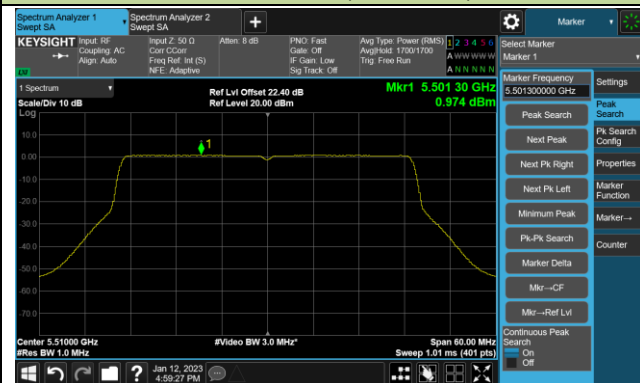 Spectrum Analyzer 1
Swept SA
Spectrum Analyzer 2
Swept SA
+
Marker
KEYSIGHT
Input: RF
Coupling: AC
Align: Auto
Input Z: 50 Ω
Corr CCorr
Freq Ref: Int (S)
NFE: Adaptive
Atten: 8 dB
PNO: Fast
Gate: Off
IF Gain: Low
Sig Track: Off
Avg Type: Power (RMS)
Avg|Hold: 1700/1700
Trig: Free Run
1 2 3 4 5 6
A W W W W W
A N N N N N
LXI
Select Marker
Marker 1
1 Spectrum
Scale/Div 10 dB
Log
Ref Lvl Offset 22.40 dB
Ref Level 20.00 dBm
Mkr1 5.501 30 GHz
0.974 dBm
10.0
0.00
-10.0
-20.0
-30.0
-40.0
-50.0
-60.0
-70.0
1
Center 5.51000 GHz
#Res BW 1.0 MHz
#Video BW 3.0 MHz*
Span 60.00 MHz
Sweep 1.01 ms (401 pts)
Marker Frequency
5.501300000 GHz
Peak Search
Next Peak
Next Pk Right
Next Pk Left
Minimum Peak
Pk-Pk Search
Marker Delta
Mkr→CF
Mkr→Ref Lvl
Continuous Peak
Search
On
Off
Settings
Peak
Search
Pk Search
Config
Properties
Marker
Function
Marker→
Counter
?
Jan 12, 2023
4:59:27 PM